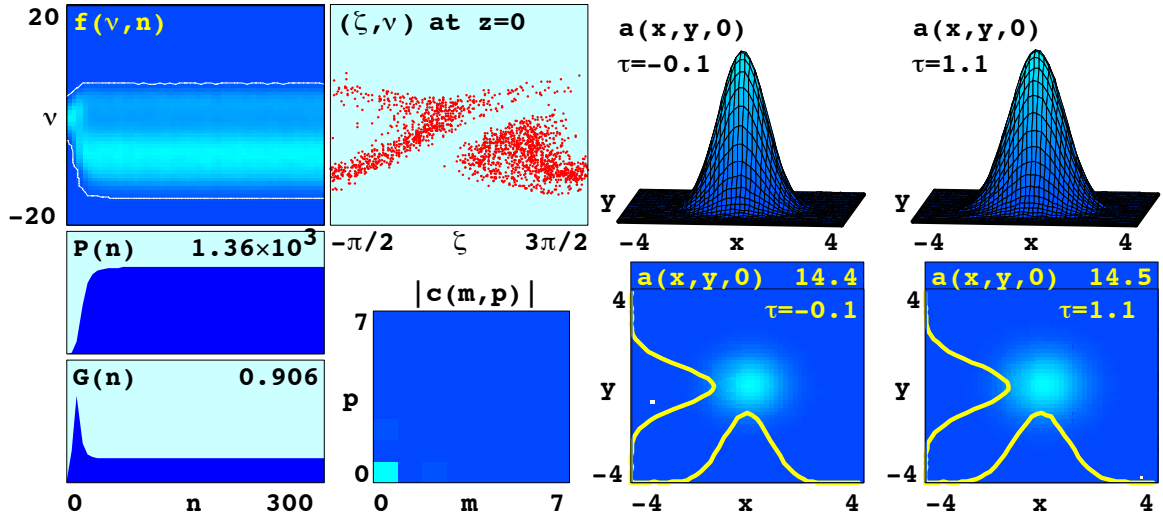 20
f(ν,n)
ν
-20
(ζ,ν) at z=0
-π/2 ζ 3π/2
a(x,y,0)
τ=-0.1
y
-4 x 4
a(x,y,0)
τ=1.1
y
-4 x 4
P(n) 1.36×10³
G(n) 0.906
0 n 300
|c(m,p)|
7
p
0
0 m 7
a(x,y,0) 14.4
τ=-0.1
4
y
-4
-4 x 4
a(x,y,0) 14.5
τ=1.1
4
y
-4
-4 x 4